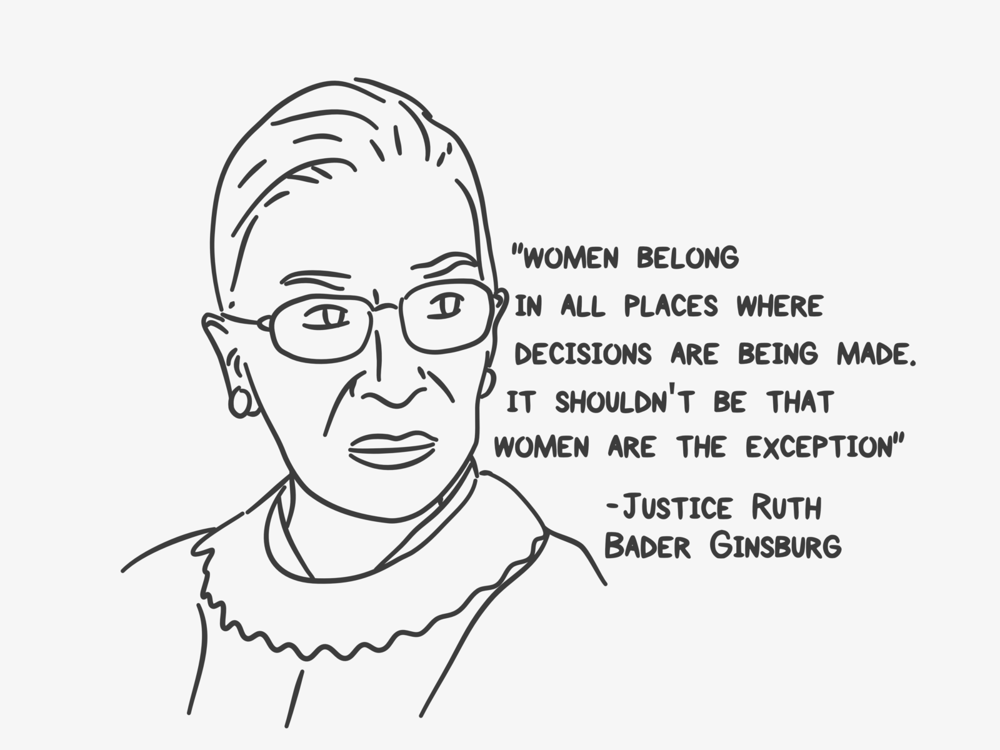 "WOMEN BELONG
IN ALL PLACES WHERE
DECISIONS ARE BEING MADE.
IT SHOULDN'T BE THAT
WOMEN ARE THE EXCEPTION"
-JUSTICE RUTH
BADER GINSBURG